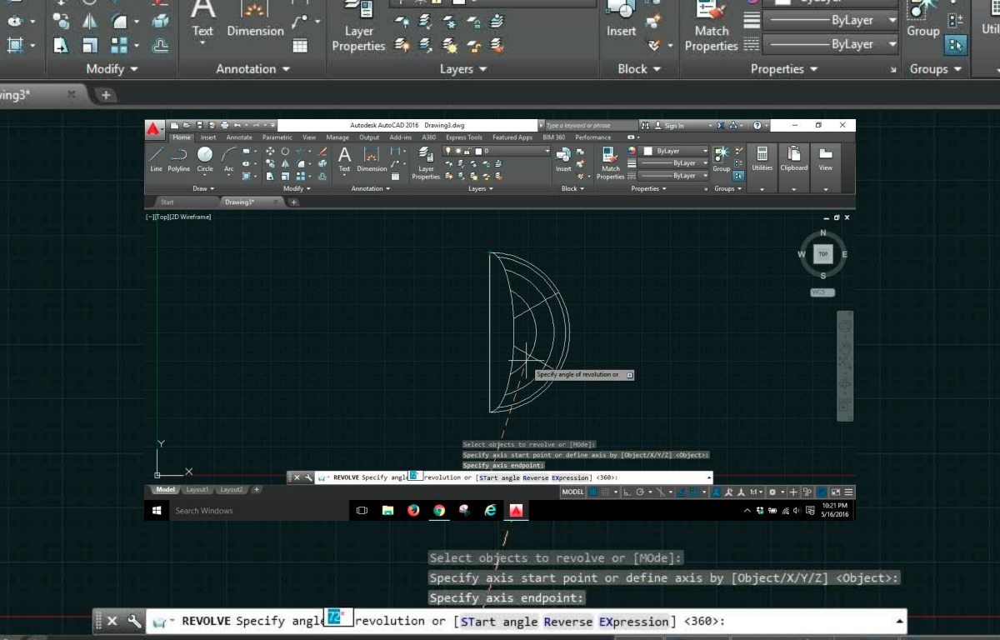 Text
Dimension
Layer
Properties
Insert
Match
Properties
ByLayer
ByLayer
Group
Modify
Annotation
Layers
Block
Properties
Groups
Autodesk AutoCAD 2016 Drawing3.dwg
Type a keyword or phrase
Sign In
Home Insert Annotate Parametric View Manage Output Add-ins A360 Express Tools Featured Apps BIM 360 Performance
Line Polyline Circle Arc
Text Dimension
Layer
Properties
0
Insert
Match
Properties
ByLayer
ByLayer
ByLayer
Group
Utilities
Clipboard
View
Draw Modify Annotation Layers Block Properties Groups
Start Drawing3*
[−][Top][2D Wireframe]
N
W TOP E
S
WCS
Specify angle of revolution or
Y
X
Select objects to revolve or [MOde]:
Specify axis start point or define axis by [Object/X/Y/Z] <Object>:
Specify axis endpoint:
REVOLVE Specify angle 72° revolution or [STart angle Reverse EXpression] <360>:
Model Layout1 Layout2 +
MODEL
1:1
Search Windows
10:21 PM
5/16/2016
Select objects to revolve or [MOde]:
Specify axis start point or define axis by [Object/X/Y/Z] <Object>:
Specify axis endpoint:
REVOLVE Specify angle 72° revolution or [STart angle Reverse EXpression] <360>: